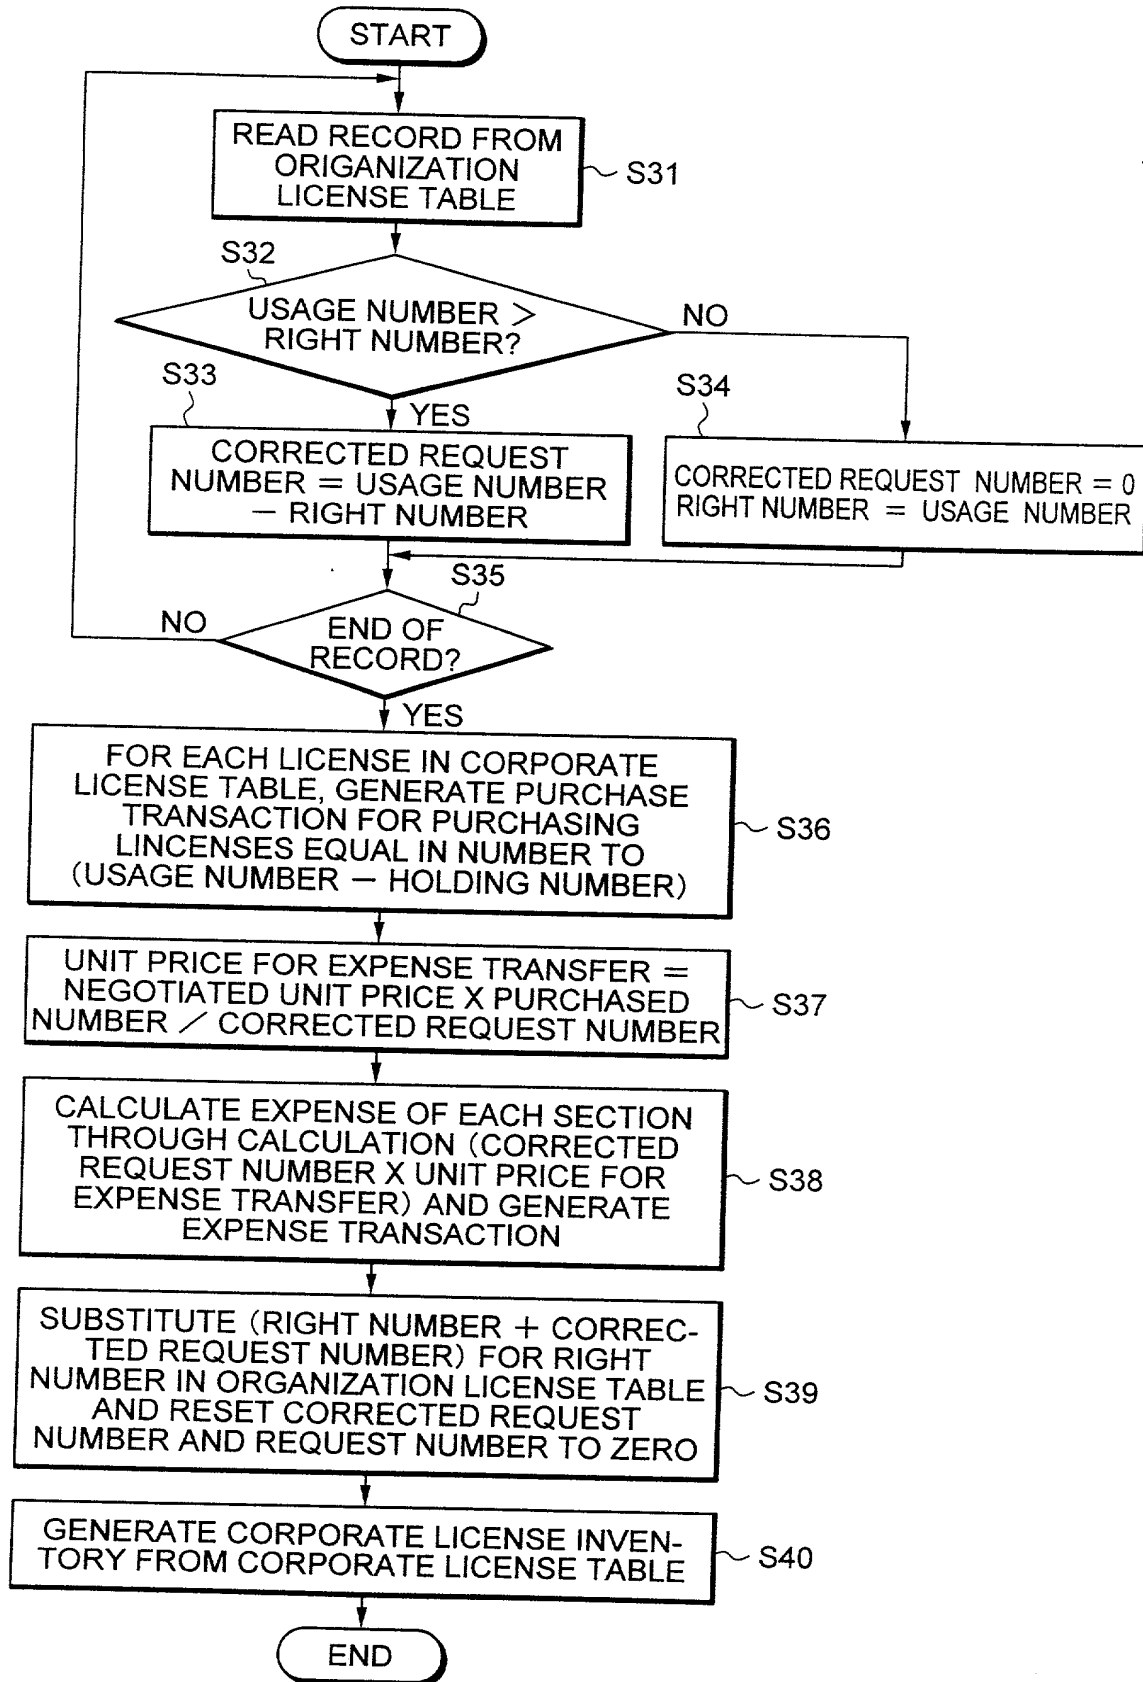 START
READ RECORD FROM
ORIGANIZATION
LICENSE TABLE
S31
S32
USAGE NUMBER >
RIGHT NUMBER?
NO
S33
YES
S34
CORRECTED REQUEST
NUMBER = USAGE NUMBER
− RIGHT NUMBER
CORRECTED REQUEST NUMBER = 0
RIGHT NUMBER = USAGE NUMBER
S35
NO
END OF
RECORD?
YES
FOR EACH LICENSE IN CORPORATE
LICENSE TABLE, GENERATE PURCHASE
TRANSACTION FOR PURCHASING
LINCENSES EQUAL IN NUMBER TO
(USAGE NUMBER − HOLDING NUMBER)
S36
UNIT PRICE FOR EXPENSE TRANSFER =
NEGOTIATED UNIT PRICE X PURCHASED
NUMBER / CORRECTED REQUEST NUMBER
S37
CALCULATE EXPENSE OF EACH SECTION
THROUGH CALCULATION (CORRECTED
REQUEST NUMBER X UNIT PRICE FOR
EXPENSE TRANSFER) AND GENERATE
EXPENSE TRANSACTION
S38
SUBSTITUTE (RIGHT NUMBER + CORREC-
TED REQUEST NUMBER) FOR RIGHT
NUMBER IN ORGANIZATION LICENSE TABLE
AND RESET CORRECTED REQUEST
NUMBER AND REQUEST NUMBER TO ZERO
S39
GENERATE CORPORATE LICENSE INVEN-
TORY FROM CORPORATE LICENSE TABLE
S40
END